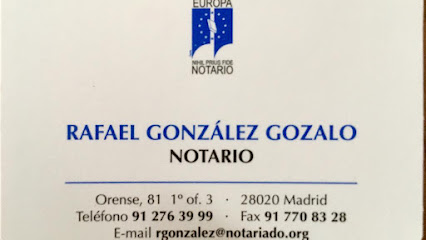 EUROPA
NIHIL PRIUS FIDE
NOTARIO
RAFAEL GONZÁLEZ GOZALO
NOTARIO
Orense, 81 1º of. 3 · 28020 Madrid
Teléfono 91 276 39 99 · Fax 91 770 83 28
E-mail rgonzalez@notariado.org